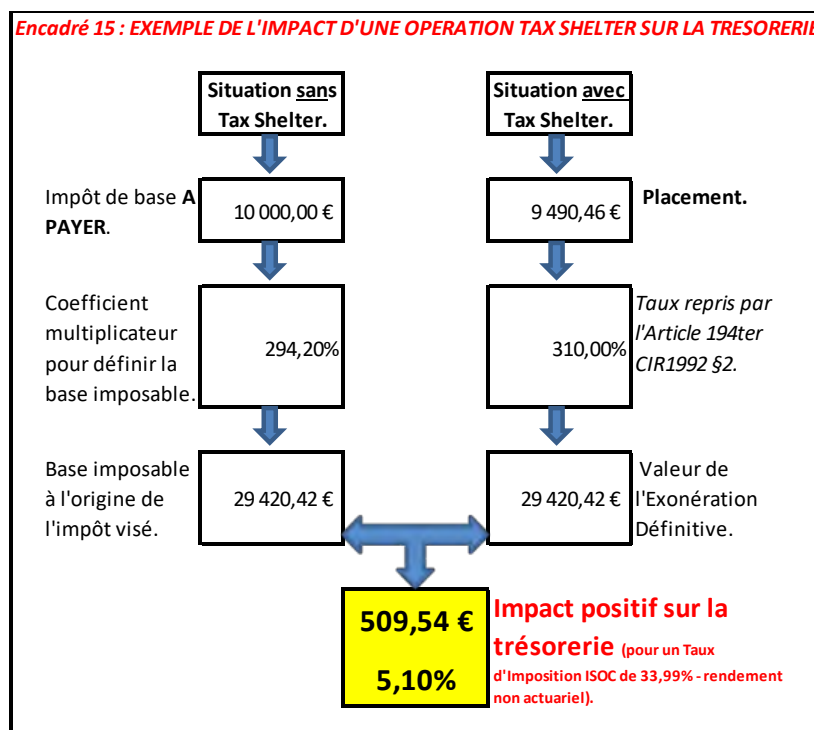 Encadré 15 : EXEMPLE DE L'IMPACT D'UNE OPERATION TAX SHELTER SUR LA TRESORERIE
Situation sans
Tax Shelter.
Situation avec
Tax Shelter.
Impôt de base A
PAYER.
10 000,00 €
9 490,46 €
Placement.
Coefficient
multiplicateur
pour définir la
base imposable.
294,20%
310,00%
Taux repris par
l'Article 194ter
CIR1992 §2.
Base imposable
à l'origine de
l'impôt visé.
29 420,42 €
29 420,42 €
Valeur de
l'Exonération
Définitive.
509,54 €
5,10%
Impact positif sur la
trésorerie (pour un Taux
d'Imposition ISOC de 33,99% - rendement
non actuariel).